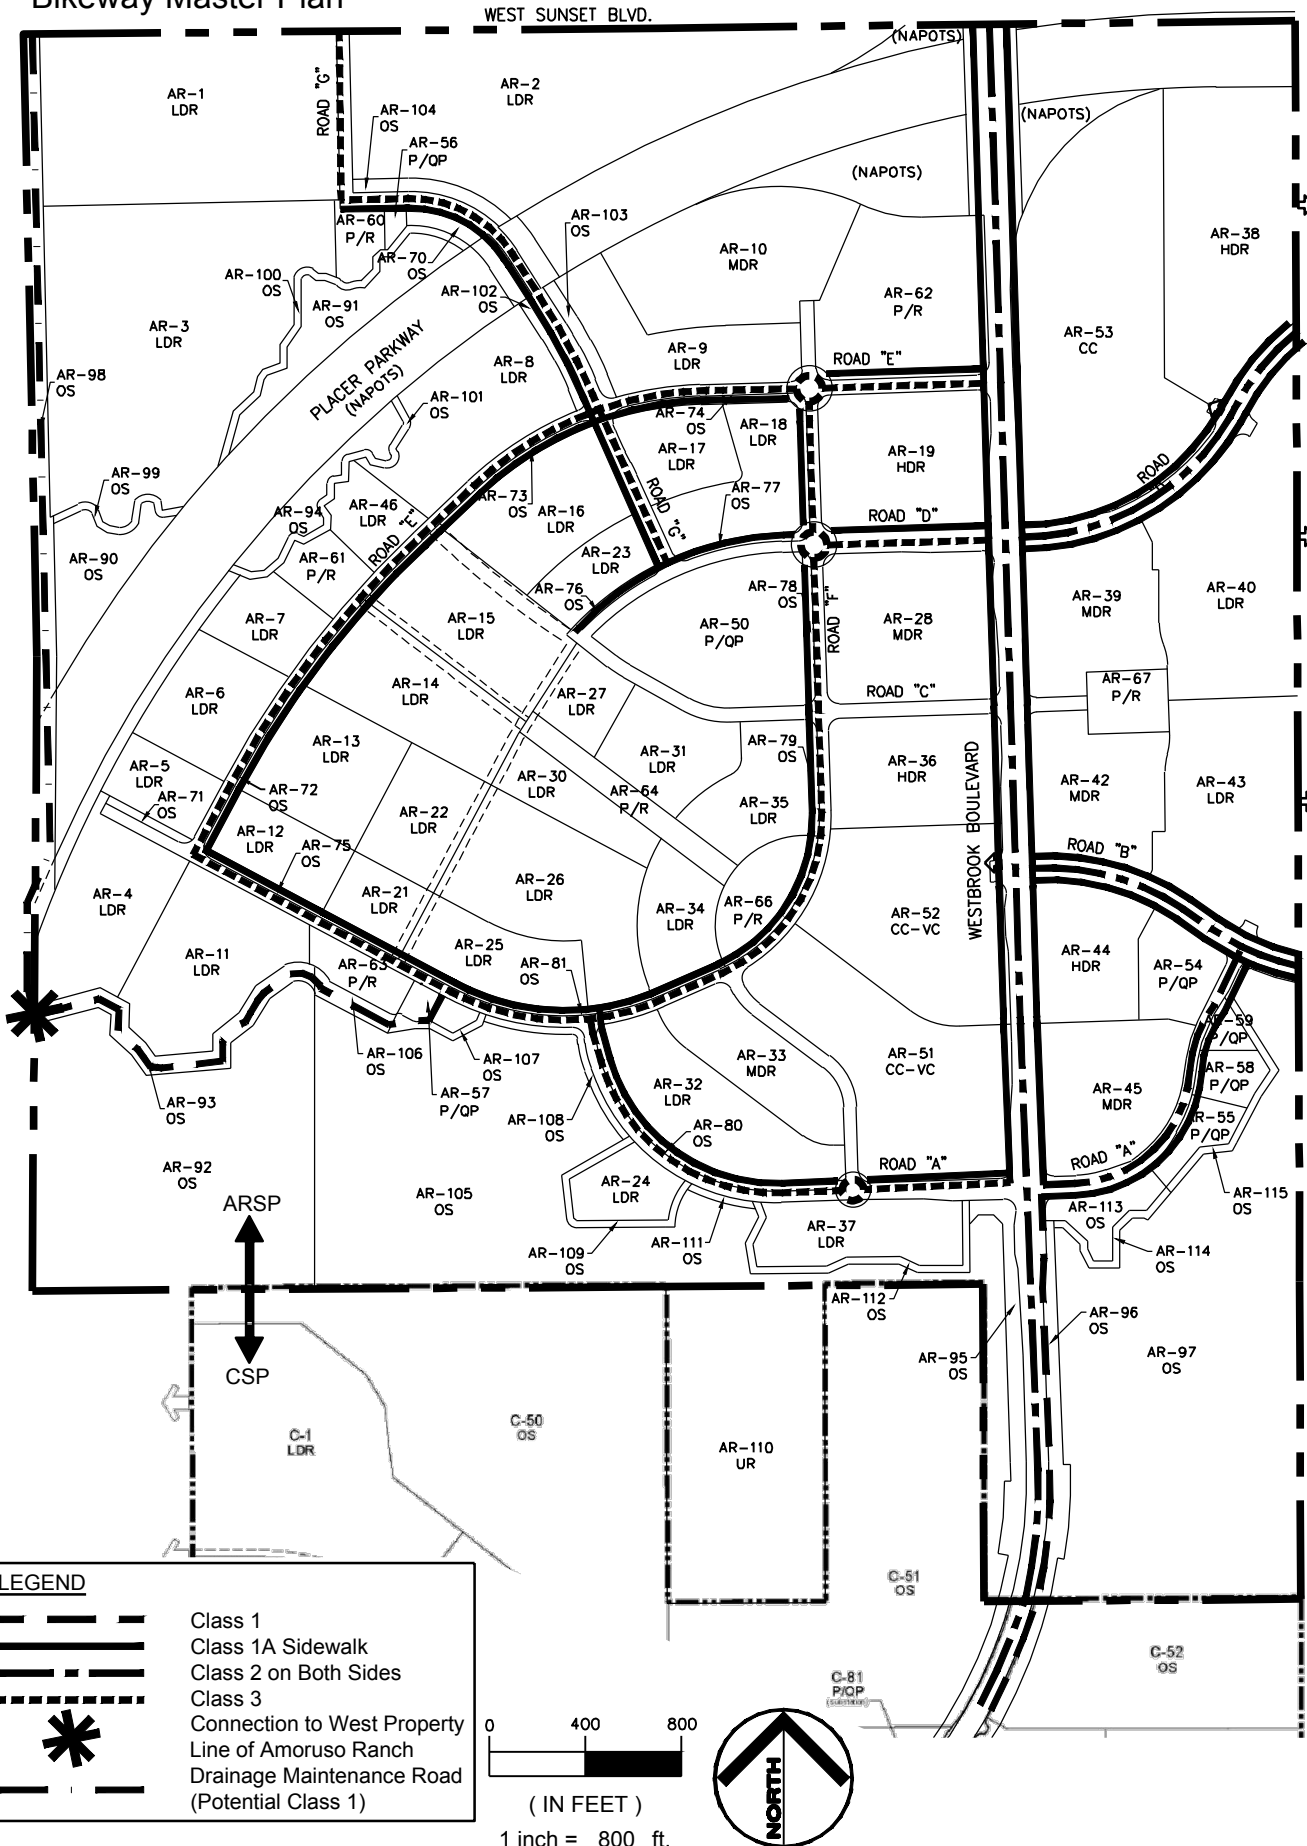 Bikeway Master Plan
WEST SUNSET BLVD.
(NAPOTS)
AR-1
LDR
ROAD "G"
AR-2
LDR
AR-104
OS
AR-56
P/QP
(NAPOTS)
(NAPOTS)
AR-60
P/R
AR-103
OS
AR-70
OS
AR-10
MDR
AR-38
HDR
AR-100
OS
AR-102
OS
AR-91
OS
AR-62
P/R
AR-3
LDR
AR-53
CC
PLACER PARKWAY
(NAPOTS)
AR-8
LDR
AR-9
LDR
ROAD "E"
AR-98
OS
AR-101
OS
AR-74
OS
AR-18
LDR
AR-17
LDR
AR-19
HDR
AR-99
OS
AR-73
OS
AR-46
LDR
AR-16
LDR
ROAD "G"
AR-77
OS
ROAD
AR-94
OS
ROAD "E"
ROAD "D"
AR-90
OS
AR-61
P/R
AR-23
LDR
AR-76
OS
AR-78
OS
ROAD "F"
AR-7
LDR
AR-15
LDR
AR-50
P/QP
AR-28
MDR
AR-39
MDR
AR-40
LDR
AR-6
LDR
AR-14
LDR
AR-27
LDR
ROAD "C"
AR-67
P/R
AR-13
LDR
AR-31
LDR
AR-79
OS
AR-5
LDR
AR-71
OS
AR-72
OS
AR-30
LDR
AR-64
P/R
AR-36
HDR
WESTBROOK BOULEVARD
AR-42
MDR
AR-43
LDR
AR-22
LDR
AR-35
LDR
AR-12
LDR
AR-75
OS
ROAD "B"
AR-4
LDR
AR-21
LDR
AR-26
LDR
AR-34
LDR
AR-66
P/R
AR-52
CC-VC
AR-11
LDR
AR-63
P/R
AR-25
LDR
AR-81
OS
AR-44
HDR
AR-54
P/QP
AR-59
P/QP
AR-106
OS
AR-107
OS
AR-33
MDR
AR-51
CC-VC
AR-58
P/QP
AR-93
OS
AR-57
P/QP
AR-32
LDR
AR-45
MDR
AR-108
OS
AR-80
OS
R-55
P/QP
AR-92
OS
ROAD "A"
ROAD "A"
AR-105
OS
AR-24
LDR
AR-115
OS
ARSP
AR-113
OS
AR-37
LDR
AR-109
OS
AR-111
OS
AR-114
OS
AR-112
OS
AR-96
OS
AR-95
OS
AR-97
OS
CSP
C-1
LDR
C-50
OS
AR-110
UR
C-51
OS
C-52
OS
C-81
P/QP
(substation)
LEGEND
Class 1
Class 1A Sidewalk
Class 2 on Both Sides
Class 3
Connection to West Property
Line of Amoruso Ranch
Drainage Maintenance Road
(Potential Class 1)
0 400 800
( IN FEET )
1 inch = 800 ft.
NORTH